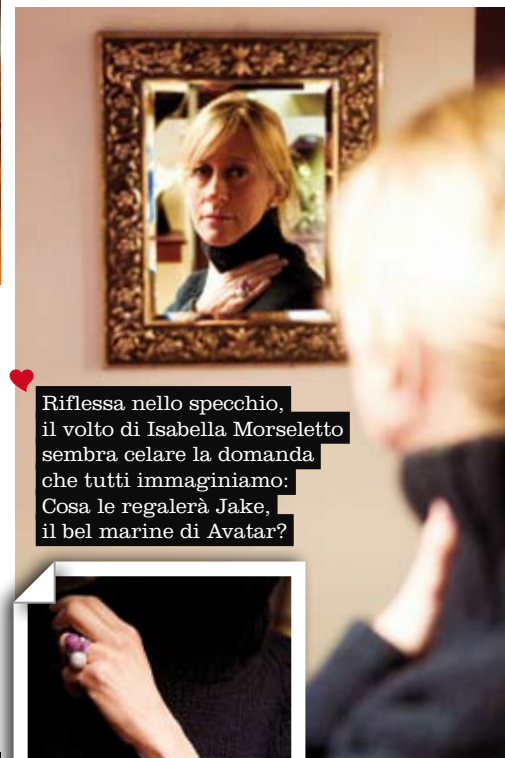 Riflessa nello specchio,
il volto di Isabella Morseletto
sembra celare la domanda
che tutti immaginiamo:
Cosa le regalerà Jake,
il bel marine di Avatar?